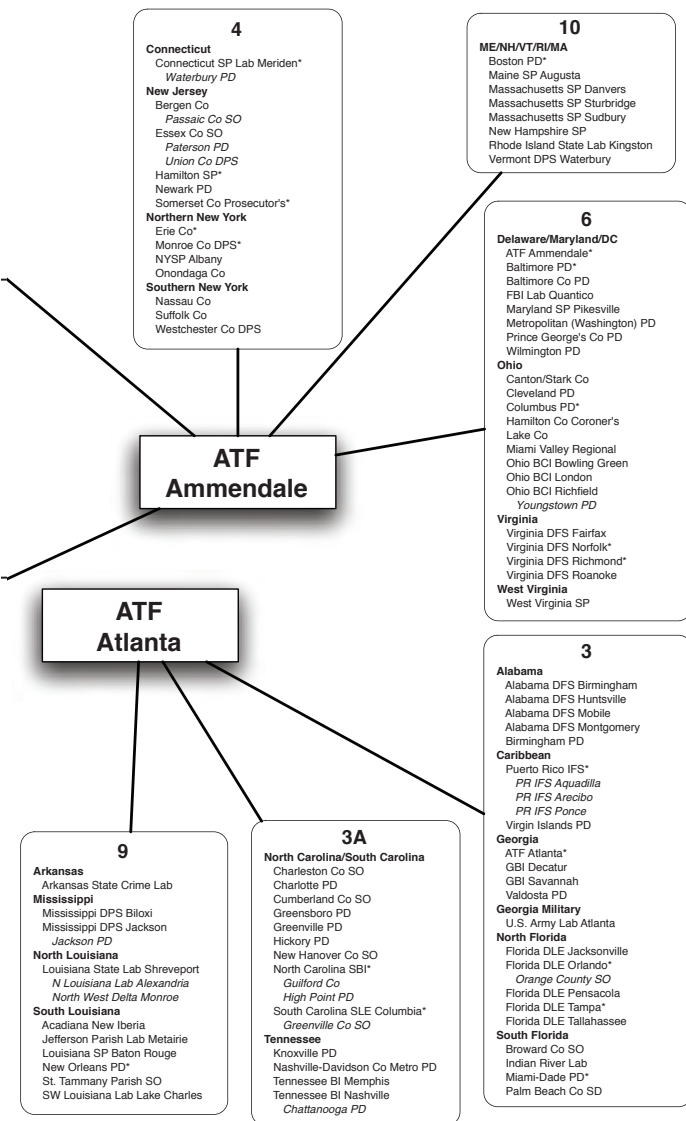 4
Connecticut
Connecticut SP Lab Meriden*
Waterbury PD
New Jersey
Bergen Co
Passaic Co SO
Essex Co SO
Paterson PD
Union Co DPS
Hamilton SP*
Newark PD
Somerset Co Prosecutor's*
Northern New York
Erie Co*
Monroe Co DPS*
NYSP Albany
Onondaga Co
Southern New York
Nassau Co
Suffolk Co
Westchester Co DPS
10
ME/NH/VT/RI/MA
Boston PD*
Maine SP Augusta
Massachusetts SP Danvers
Massachusetts SP Sturbridge
Massachusetts SP Sudbury
New Hampshire SP
Rhode Island State Lab Kingston
Vermont DPS Waterbury
6
Delaware/Maryland/DC
ATF Ammendale*
Baltimore PD*
Baltimore Co PD
FBI Lab Quantico
Maryland SP Pikesville
Metropolitan (Washington) PD
Prince George's Co PD
Wilmington PD
Ohio
Canton/Stark Co
Cleveland PD
Columbus PD*
Hamilton Co Coroner's
Lake Co
Miami Valley Regional
Ohio BCI Bowling Green
Ohio BCI London
Ohio BCI Richfield
Youngstown PD
Virginia
Virginia DFS Fairfax
Virginia DFS Norfolk*
Virginia DFS Richmond*
Virginia DFS Roanoke
West Virginia
West Virginia SP
ATF
Ammendale
ATF
Atlanta
3
Alabama
Alabama DFS Birmingham
Alabama DFS Huntsville
Alabama DFS Mobile
Alabama DFS Montgomery
Birmingham PD
Caribbean
Puerto Rico IFS*
PR IFS Aquadilla
PR IFS Arecibo
PR IFS Ponce
Virgin Islands PD
Georgia
ATF Atlanta*
GBI Decatur
GBI Savannah
Valdosta PD
Georgia Military
U.S. Army Lab Atlanta
North Florida
Florida DLE Jacksonville
Florida DLE Orlando*
Orange County SO
Florida DLE Pensacola
Florida DLE Tampa*
Florida DLE Tallahassee
South Florida
Broward Co SO
Indian River Lab
Miami-Dade PD*
Palm Beach Co SD
9
Arkansas
Arkansas State Crime Lab
Mississippi
Mississippi DPS Biloxi
Mississippi DPS Jackson
Jackson PD
North Louisiana
Louisiana State Lab Shreveport
N Louisiana Lab Alexandria
North West Delta Monroe
South Louisiana
Acadiana New Iberia
Jefferson Parish Lab Metairie
Louisiana SP Baton Rouge
New Orleans PD*
St. Tammany Parish SO
SW Louisiana Lab Lake Charles
3A
North Carolina/South Carolina
Charleston Co SO
Charlotte PD
Cumberland Co SO
Greensboro PD
Greenville PD
Hickory PD
New Hanover Co SO
North Carolina SBI*
Guilford Co
High Point PD
South Carolina SLE Columbia*
Greenville Co SO
Tennessee
Knoxville PD
Nashville-Davidson Co Metro PD
Tennessee BI Memphis
Tennessee BI Nashville
Chattanooga PD